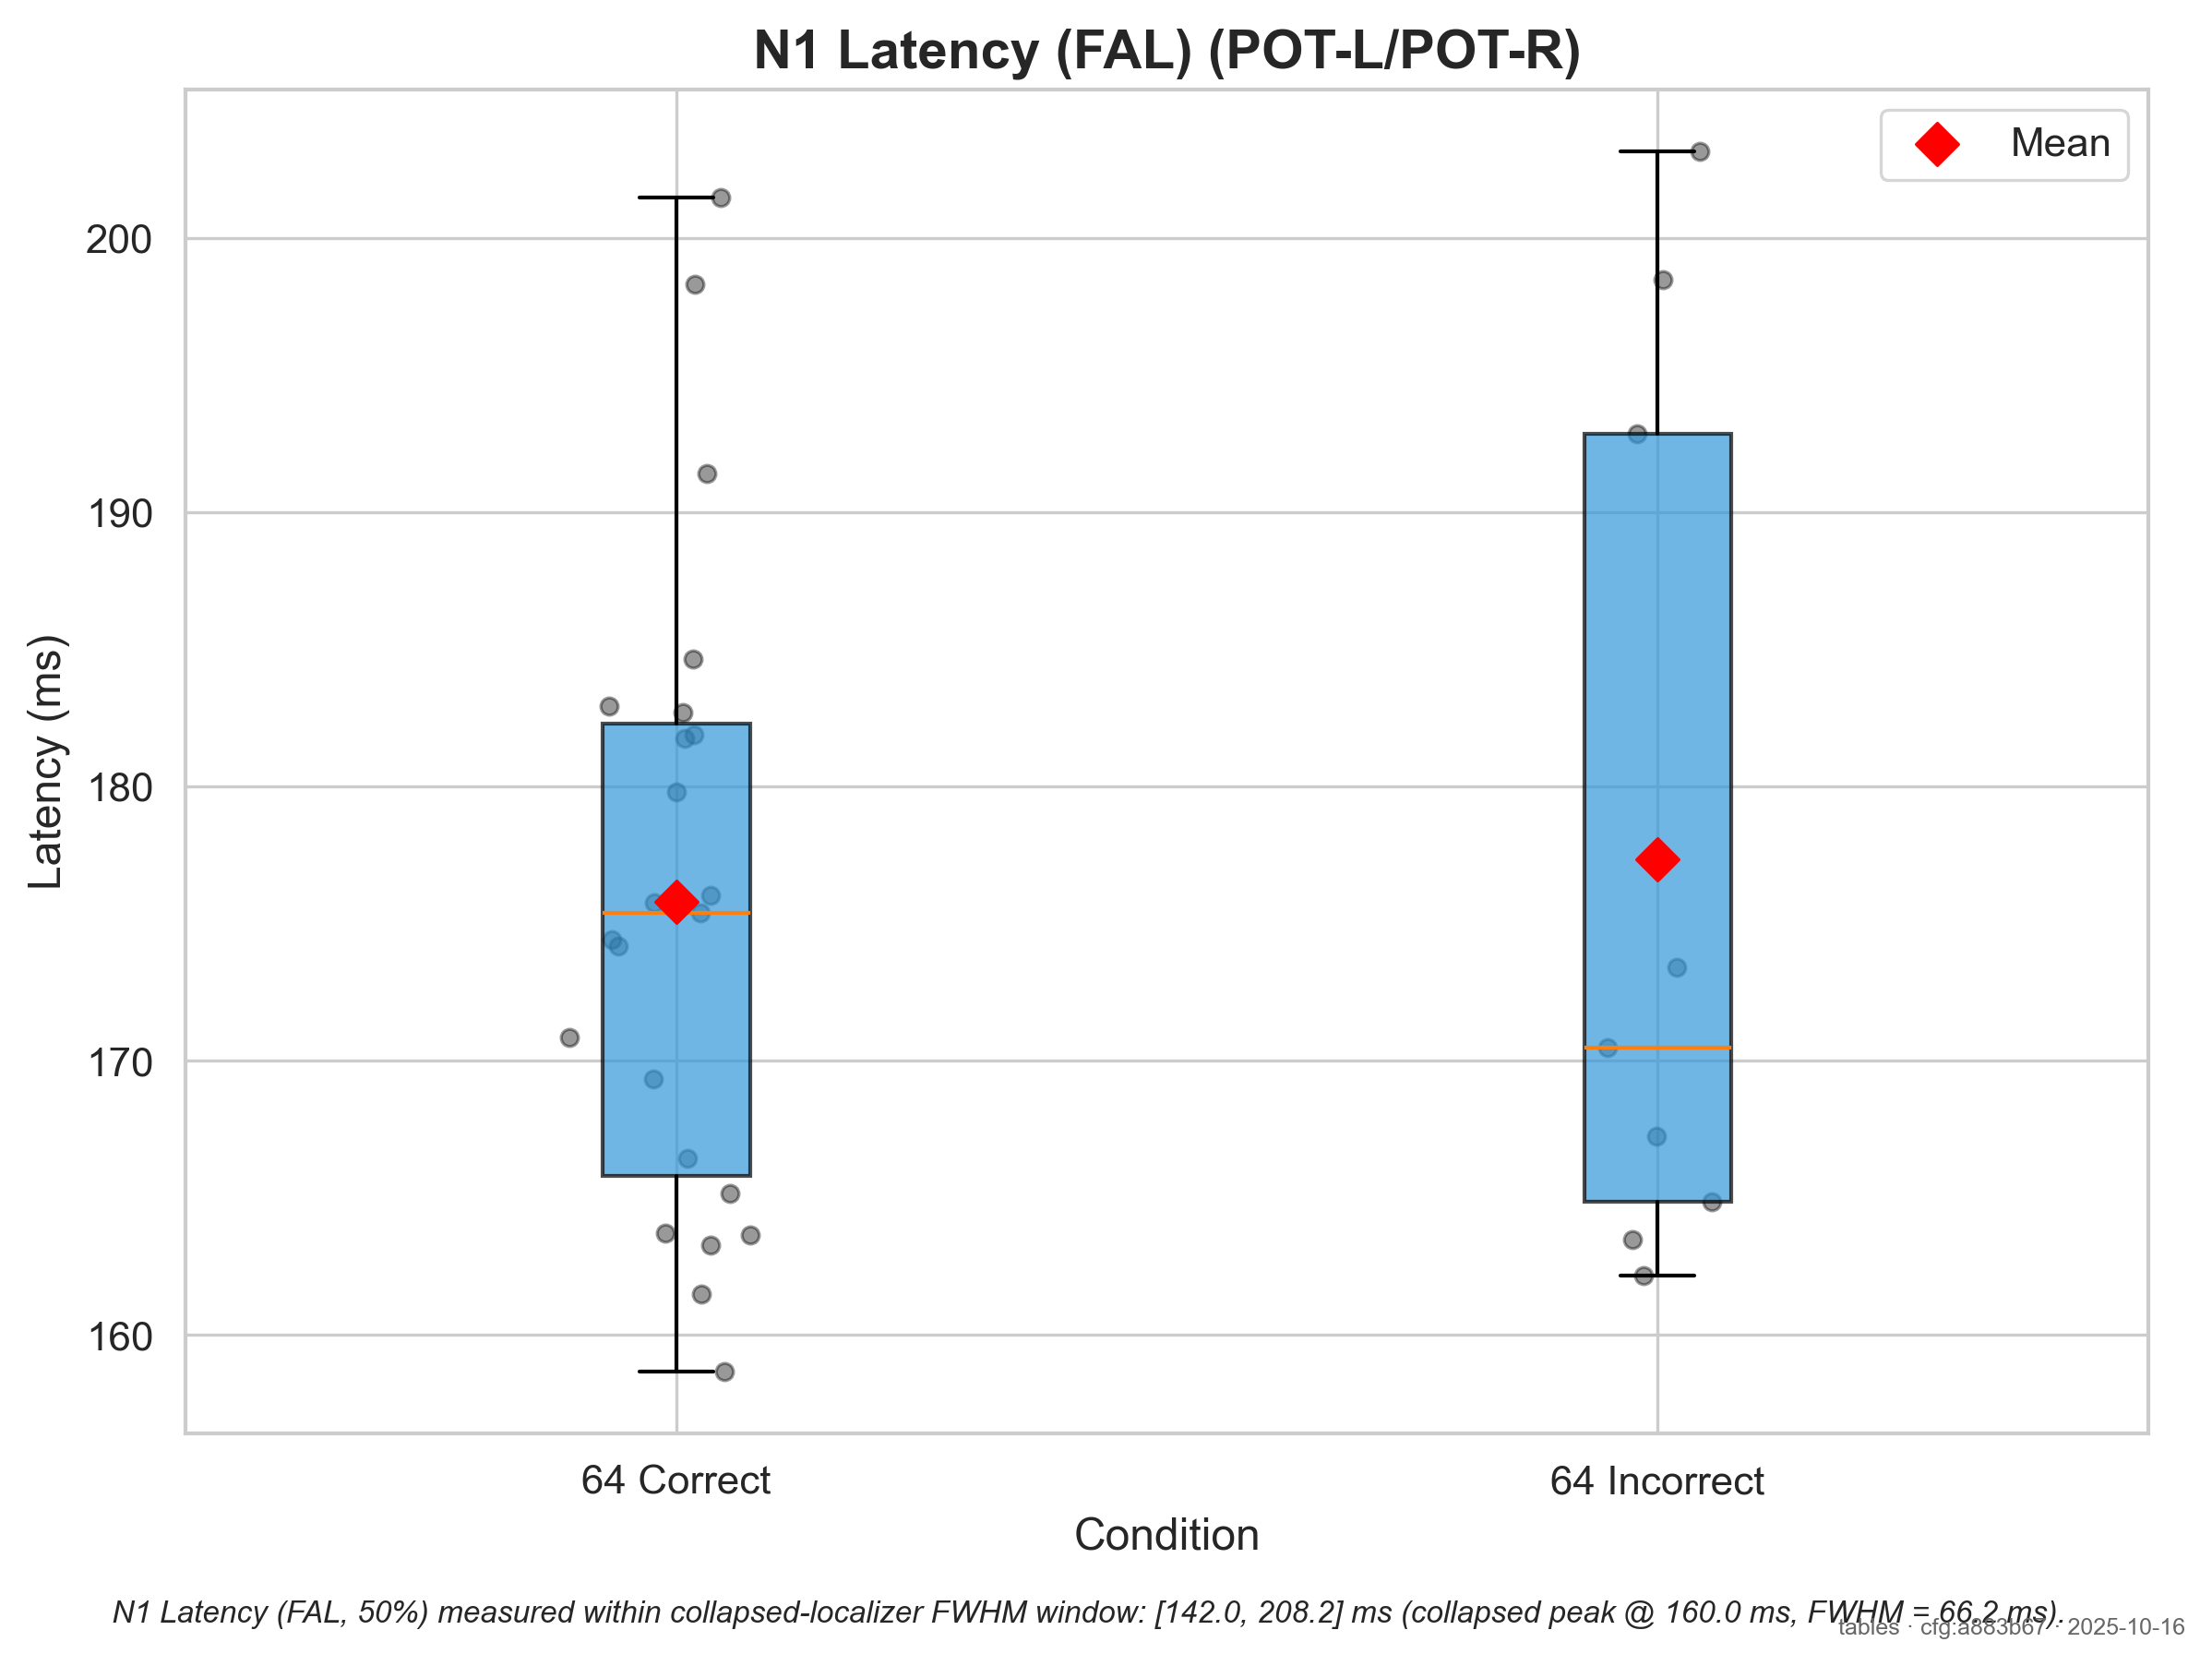 N1 Latency (FAL) (POT-L/POT-R)
Mean
200
190
180
170
160
Latency (ms)
64 Correct
64 Incorrect
Condition
N1 Latency (FAL, 50%) measured within collapsed-localizer FWHM window: [142.0, 208.2] ms (collapsed peak @ 160.0 ms, FWHM = 66.2 ms).
tables · cfg:a883b67 · 2025-10-16